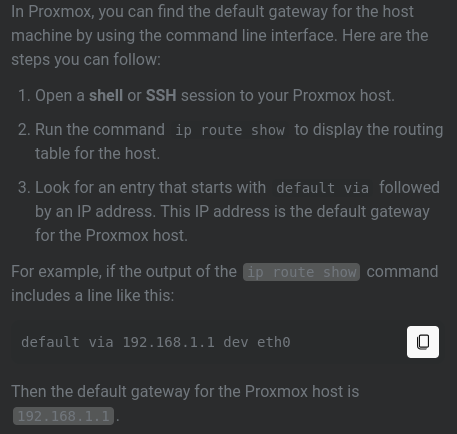 In Proxmox, you can find the default gateway for the host
machine by using the command line interface. Here are the
steps you can follow:
1. Open a shell or SSH session to your Proxmox host.
2. Run the command ip route show to display the routing
table for the host.
3. Look for an entry that starts with default via followed
by an IP address. This IP address is the default gateway
for the Proxmox host.
For example, if the output of the ip route show command
includes a line like this:
default via 192.168.1.1 dev eth0
Then the default gateway for the Proxmox host is
192.168.1.1.